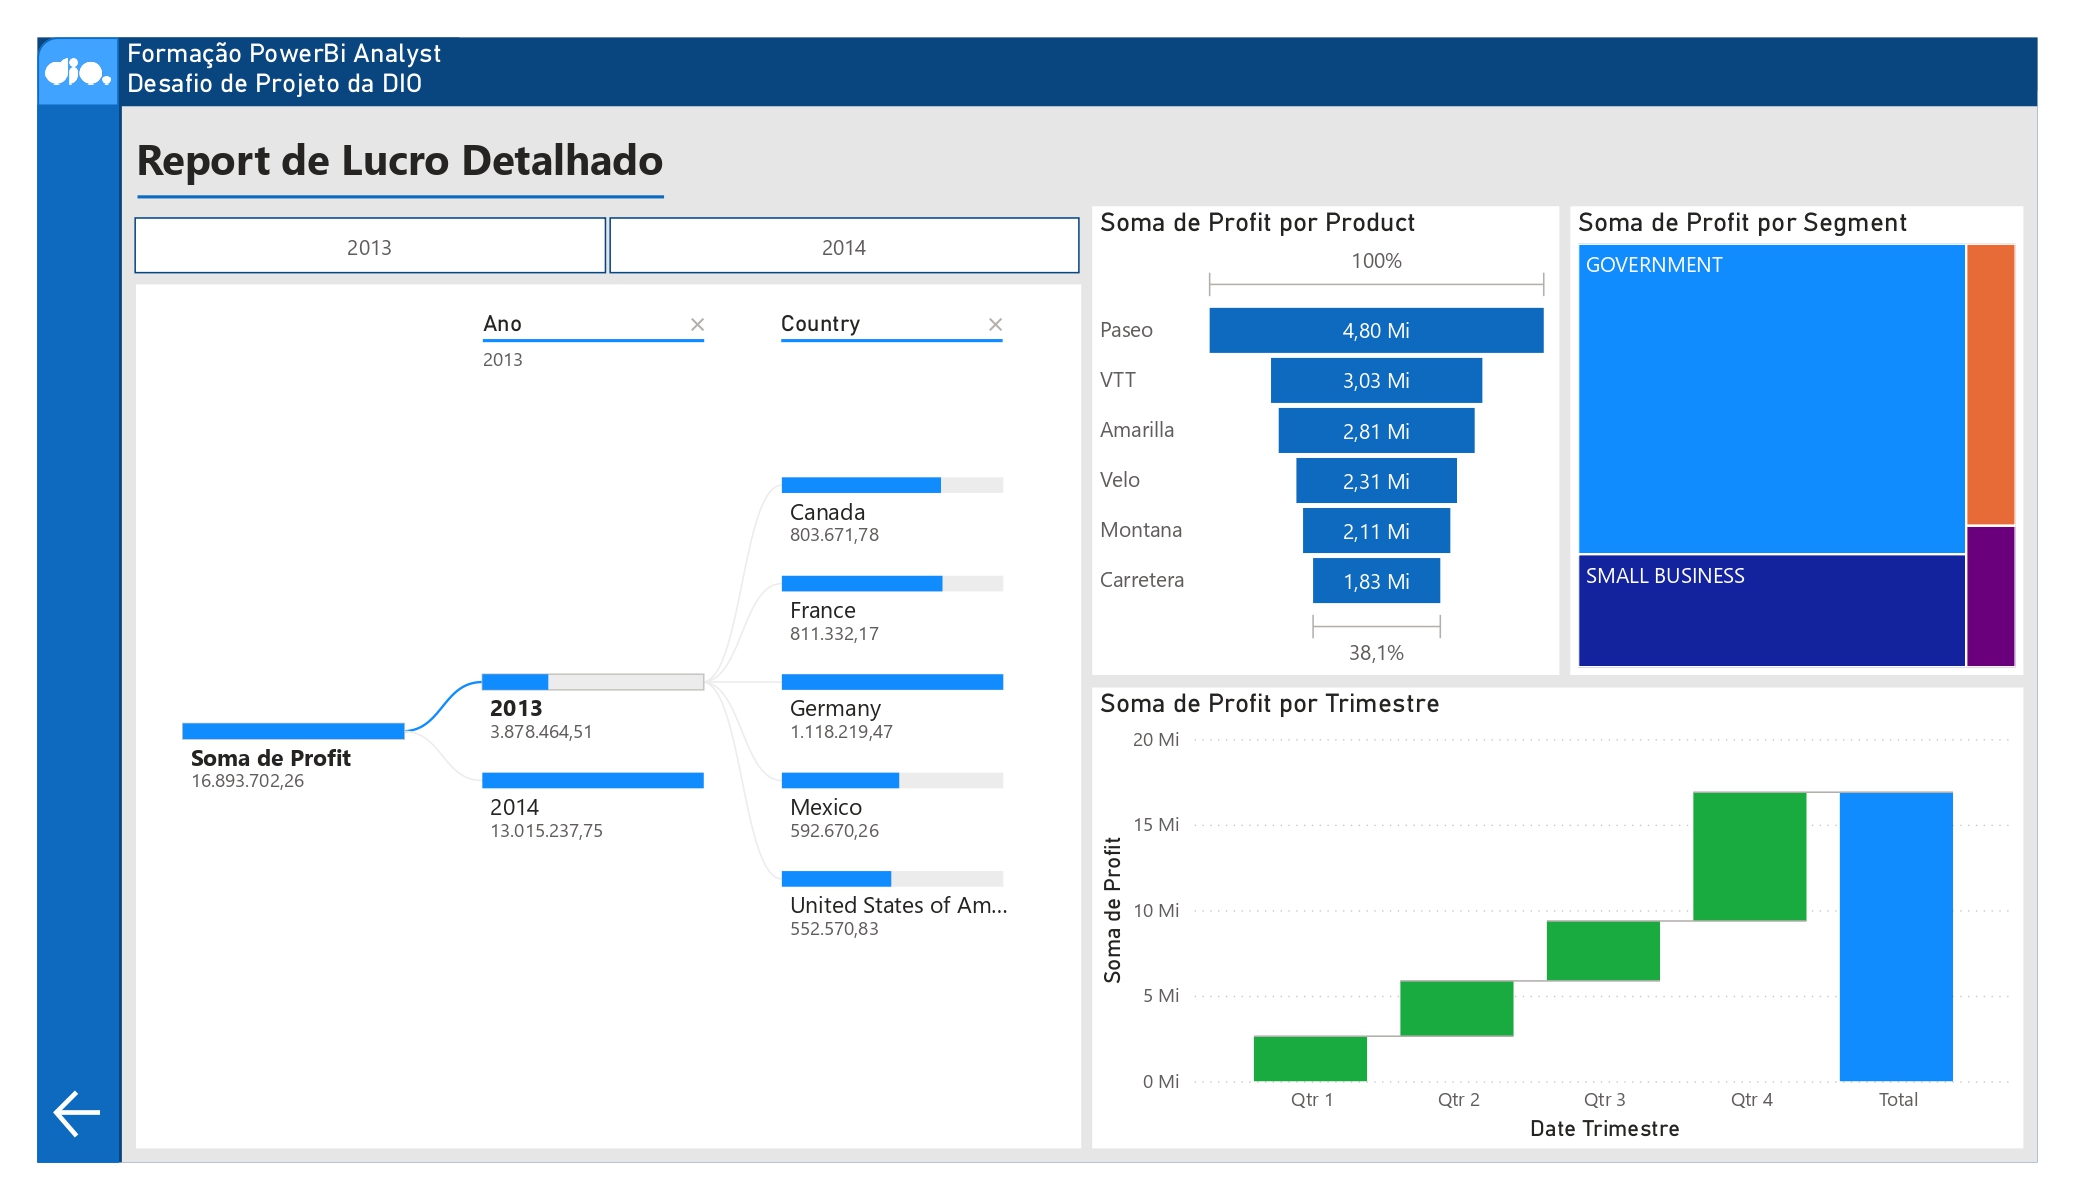 dio.
Formação PowerBi Analyst
Desafio de Projeto da DIO
Report de Lucro Detalhado
2013
2014
Ano
2013
Country
Soma de Profit
16.893.702,26
2013
3.878.464,51
2014
13.015.237,75
Canada
803.671,78
France
811.332,17
Germany
1.118.219,47
Mexico
592.670,26
United States of Am...
552.570,83
Soma de Profit por Product
100%
Paseo 4,80 Mi
VTT 3,03 Mi
Amarilla 2,81 Mi
Velo 2,31 Mi
Montana 2,11 Mi
Carretera 1,83 Mi
38,1%
Soma de Profit por Segment
GOVERNMENT
SMALL BUSINESS
Soma de Profit por Trimestre
Soma de Profit
20 Mi
15 Mi
10 Mi
5 Mi
0 Mi
Qtr 1 Qtr 2 Qtr 3 Qtr 4 Total
Date Trimestre